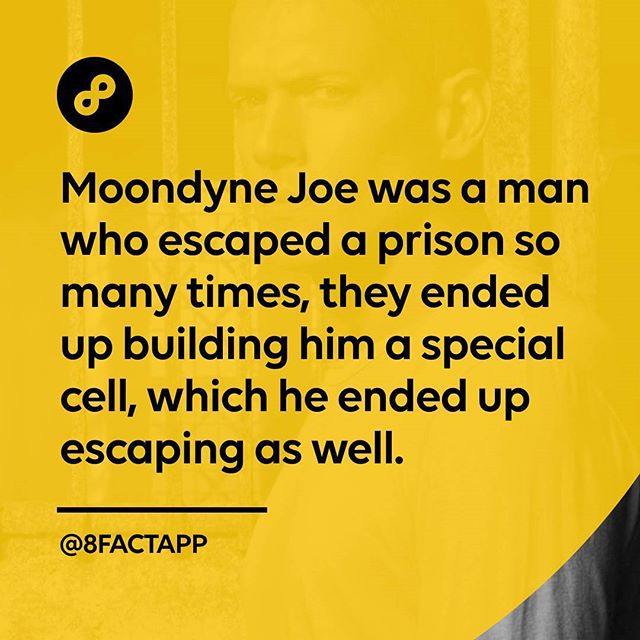 Moondyne Joe was a man
who escaped a prison so
many times, they ended
up building him a special
cell, which he ended up
escaping as well.
@8FACTAPP